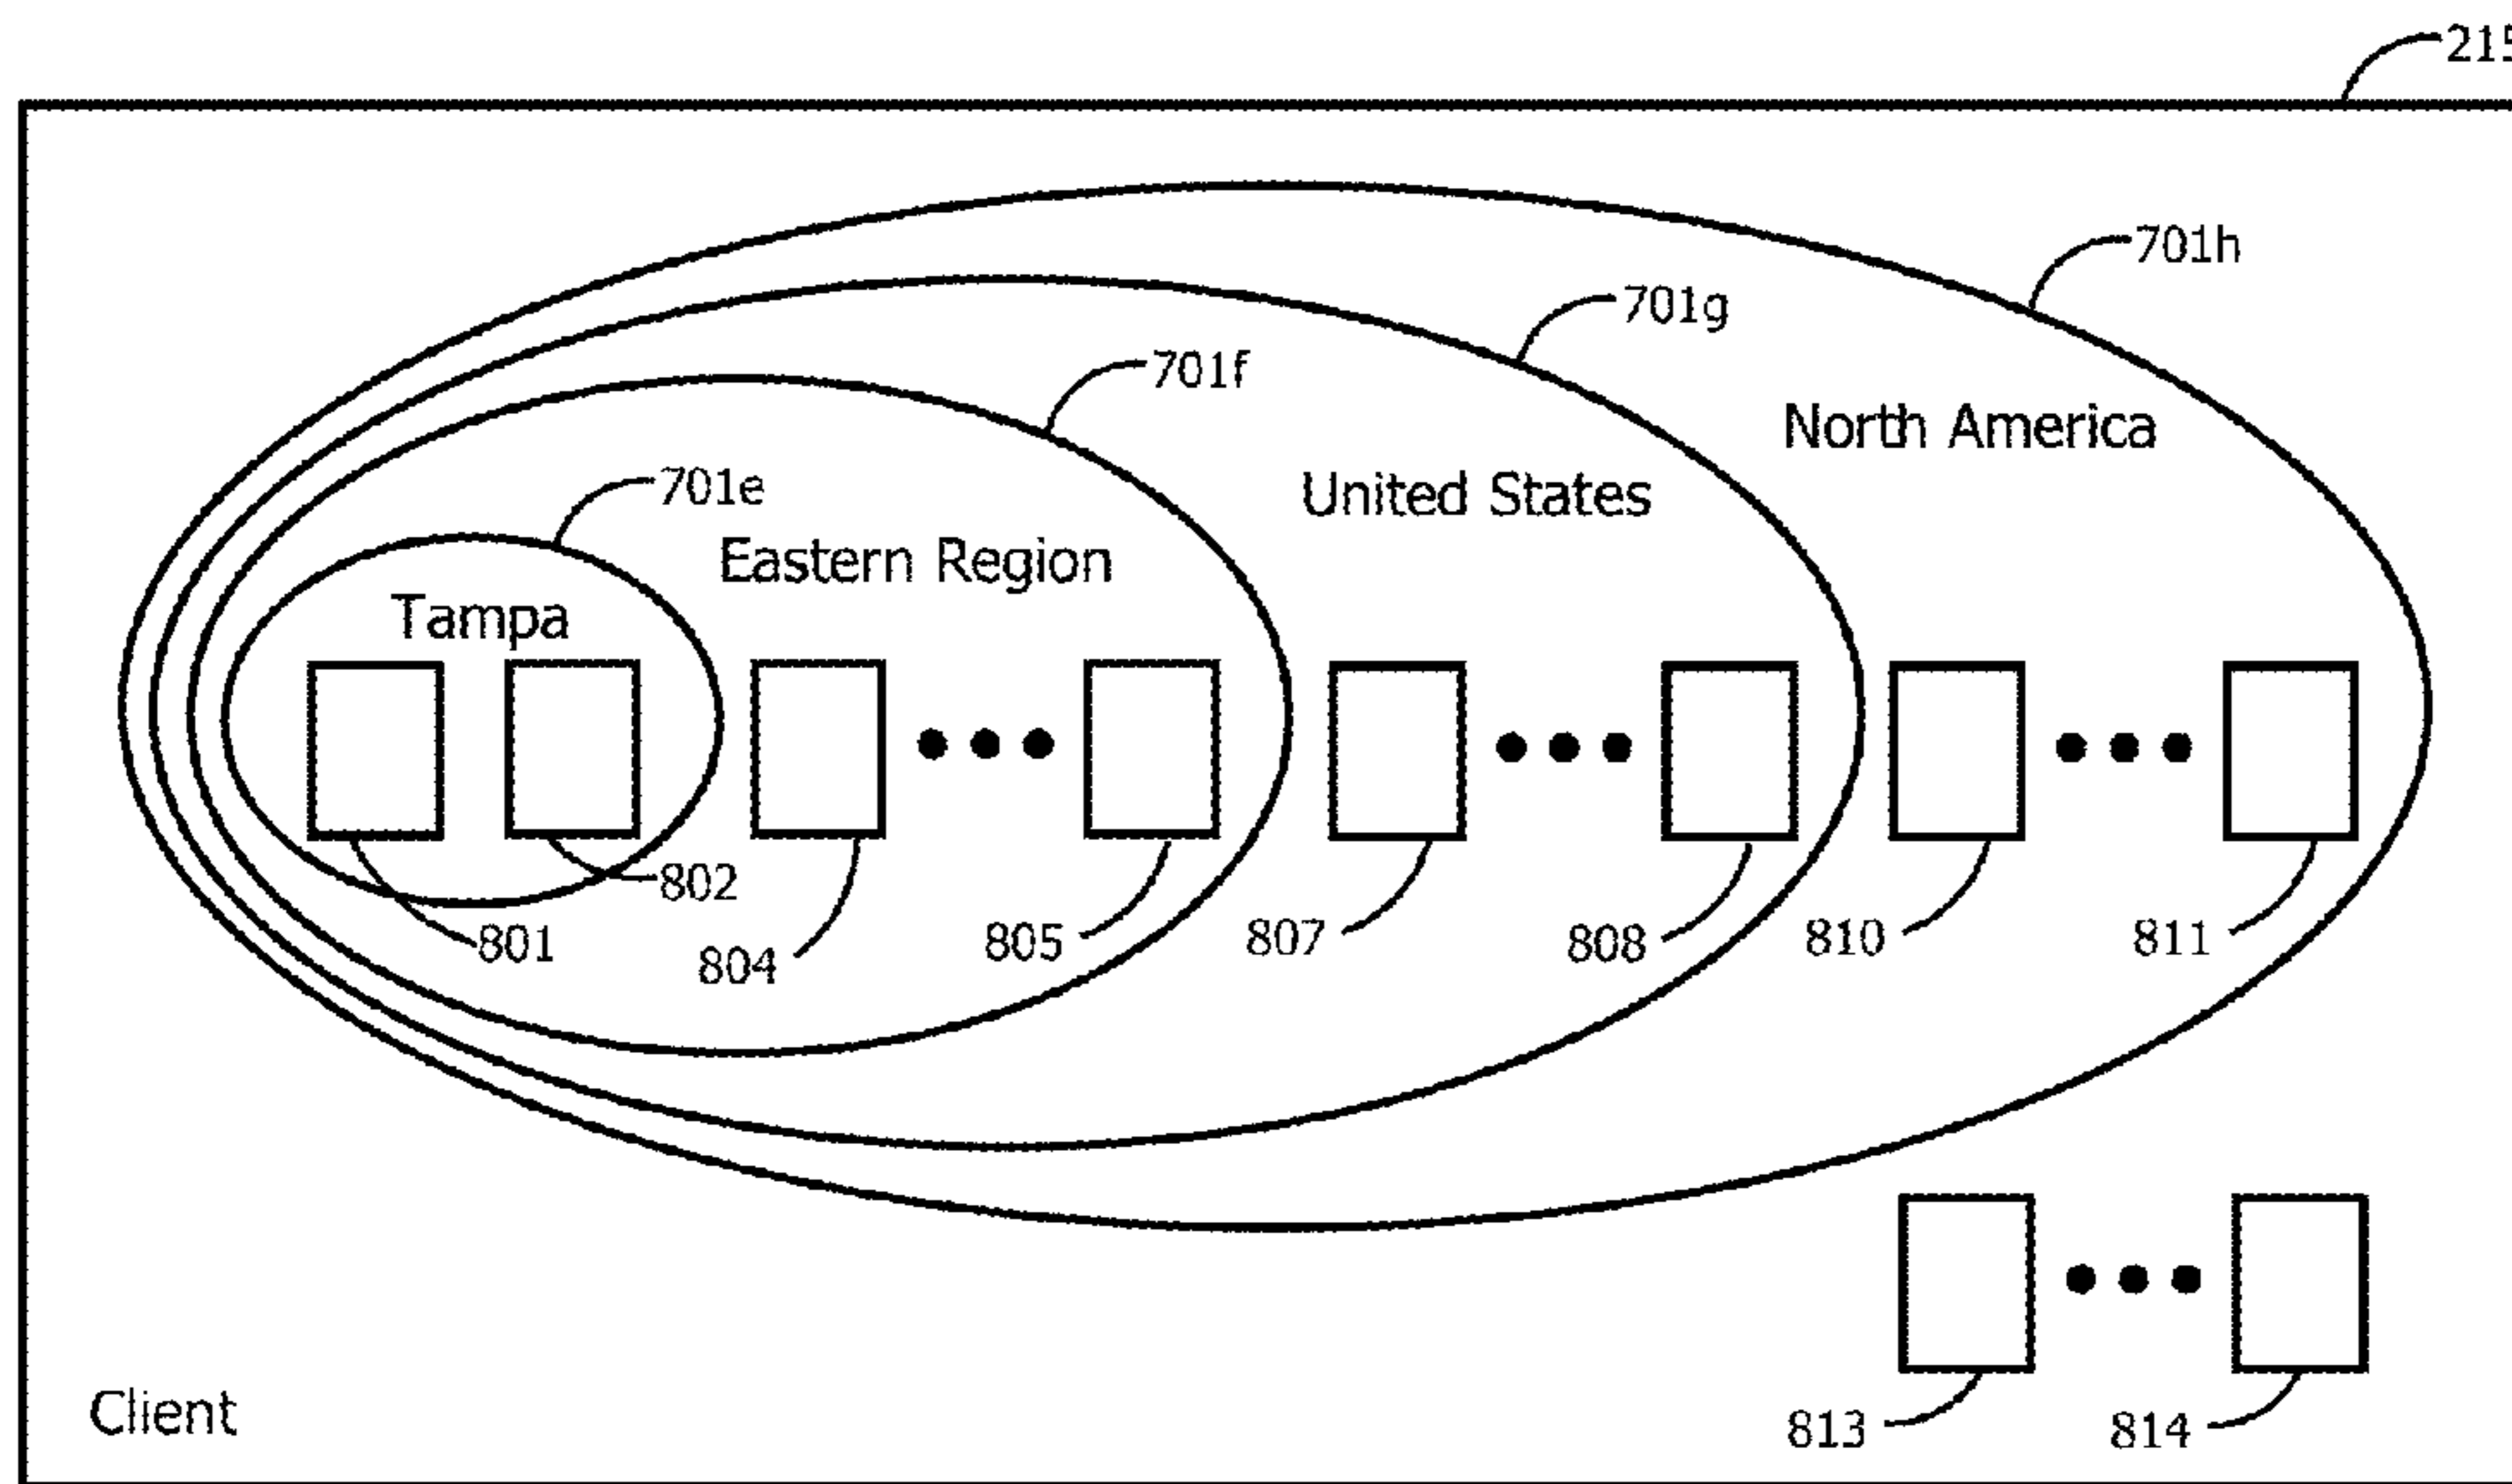 215
701h
701g
701f
North America
701e
United States
Eastern Region
Tampa
802
801
804
805
807
808
810
811
Client
813
814